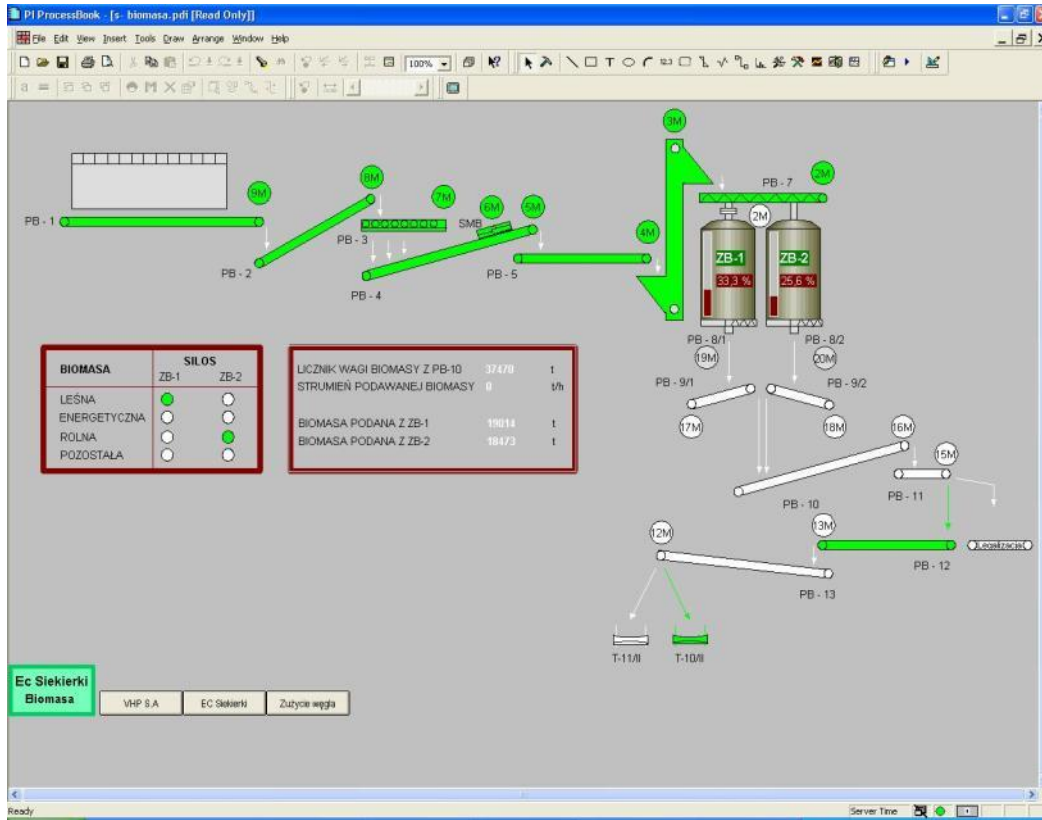 PI ProcessBook - [s- biomasa.pdi [Read Only]]
File Edit View Insert Tools Draw Arrange Window Help
100%
3M
9M
8M
7M
6M
5M
4M
2M
PB - 7
2M
PB - 1
SMB
PB - 3
PB - 2
PB - 4
PB - 5
ZB-1
ZB-2
33,3 %
25,6 %
PB - 8/1
PB - 8/2
19M
20M
PB - 9/1
PB - 9/2
17M
18M
16M
15M
PB - 10
PB - 11
13M
12M
Legalizacja
PB - 12
PB - 13
T-11/II
T-10/II
BIOMASA
SILOS
ZB-1 ZB-2
LEŚNA
ENERGETYCZNA
ROLNA
POZOSTAŁA
LICZNIK WAGI BIOMASY Z PB-10 37470 t
STRUMIEŃ PODAWANEJ BIOMASY 0 t/h
BIOMASA PODANA Z ZB-1 19014 t
BIOMASA PODANA Z ZB-2 18473 t
Ec Siekierki
Biomasa
VHP S.A
EC Siekierki
Zużycie węgla
Ready
Server Time